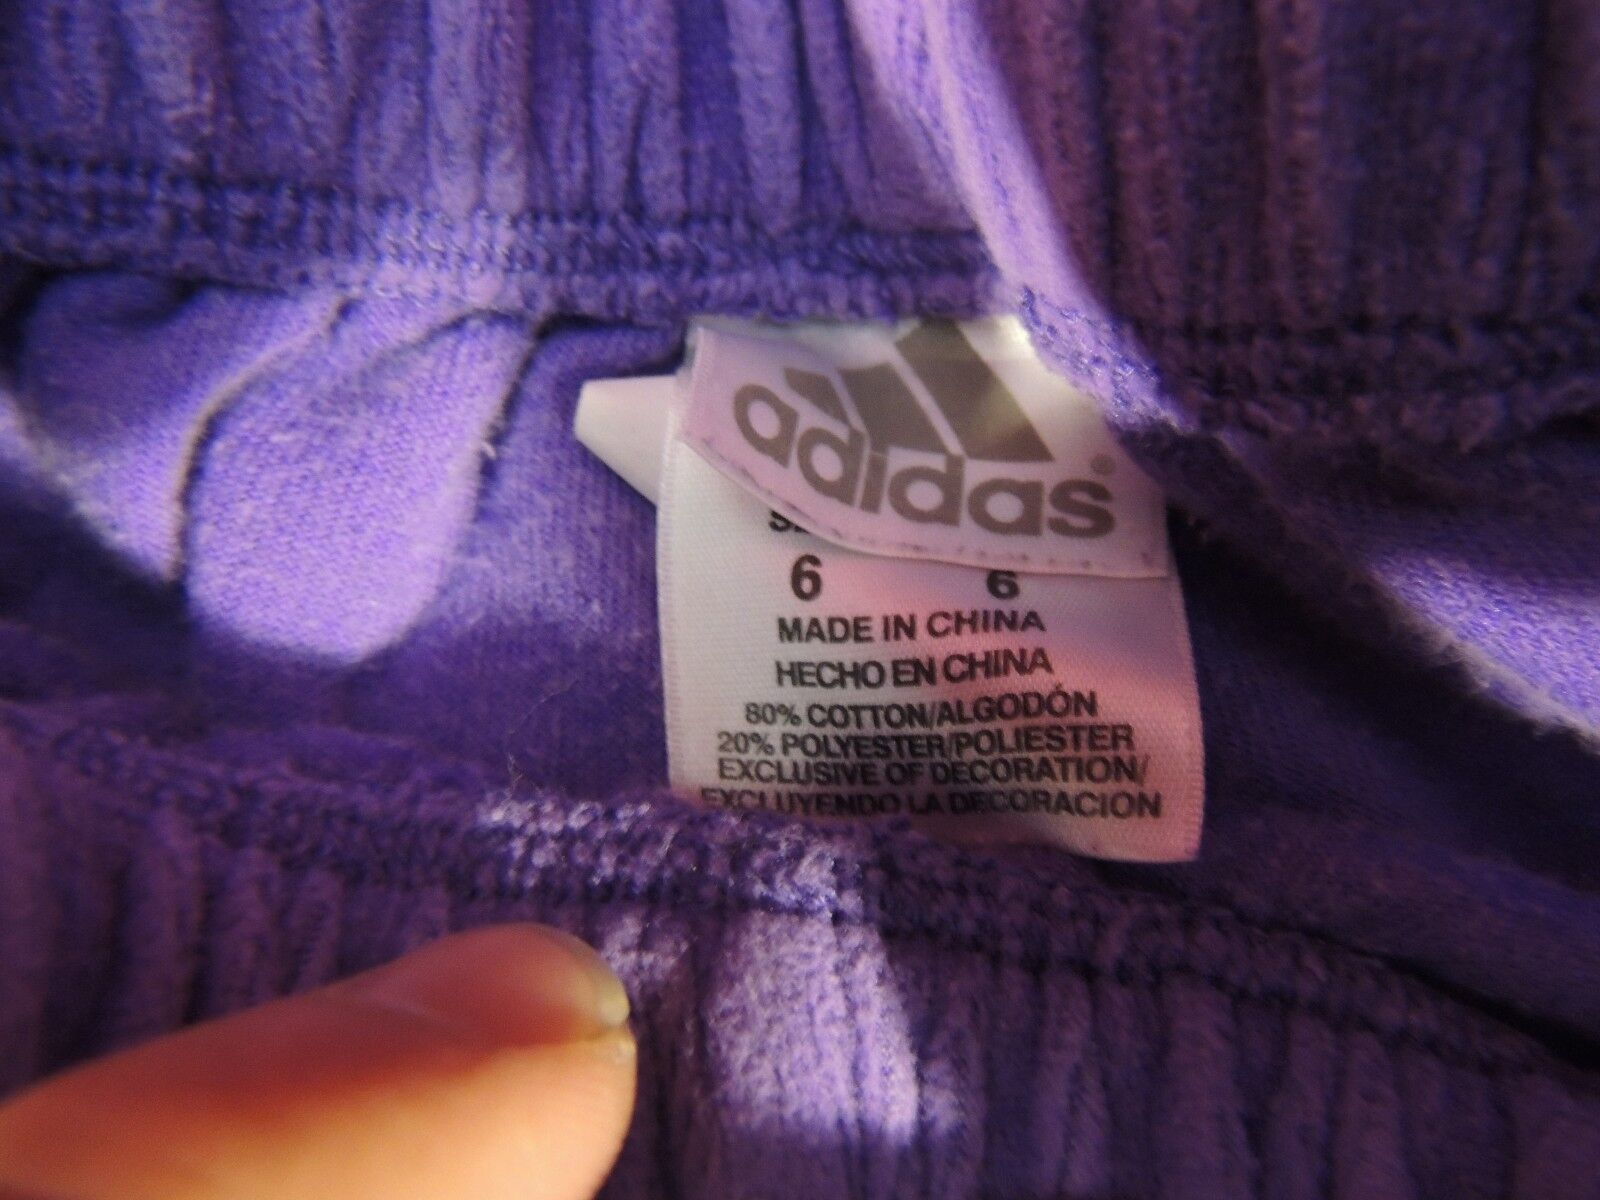 adidas®
6 6
MADE IN CHINA
HECHO EN CHINA
80% COTTON/ALGODÓN
20% POLYESTER/POLIESTER
EXCLUSIVE OF DECORATION/
EXCLUYENDO LA DECORACION